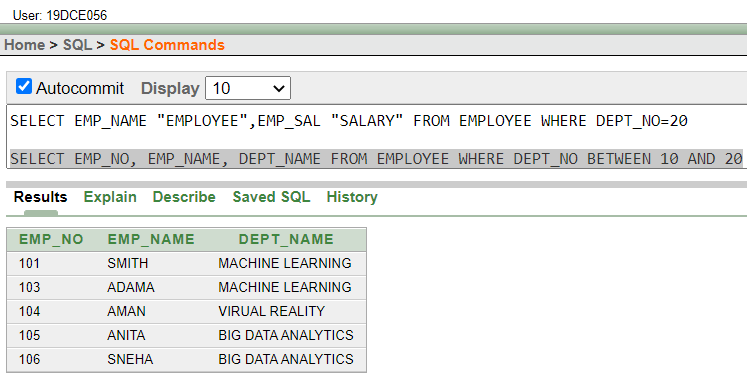 User: 19DCE056
Home > SQL > SQL Commands
Autocommit Display 10
SELECT EMP_NAME "EMPLOYEE",EMP_SAL "SALARY" FROM EMPLOYEE WHERE DEPT_NO=20
SELECT EMP_NO, EMP_NAME, DEPT_NAME FROM EMPLOYEE WHERE DEPT_NO BETWEEN 10 AND 20
Results Explain Describe Saved SQL History
EMP_NO EMP_NAME DEPT_NAME
101 SMITH MACHINE LEARNING
103 ADAMA MACHINE LEARNING
104 AMAN VIRUAL REALITY
105 ANITA BIG DATA ANALYTICS
106 SNEHA BIG DATA ANALYTICS